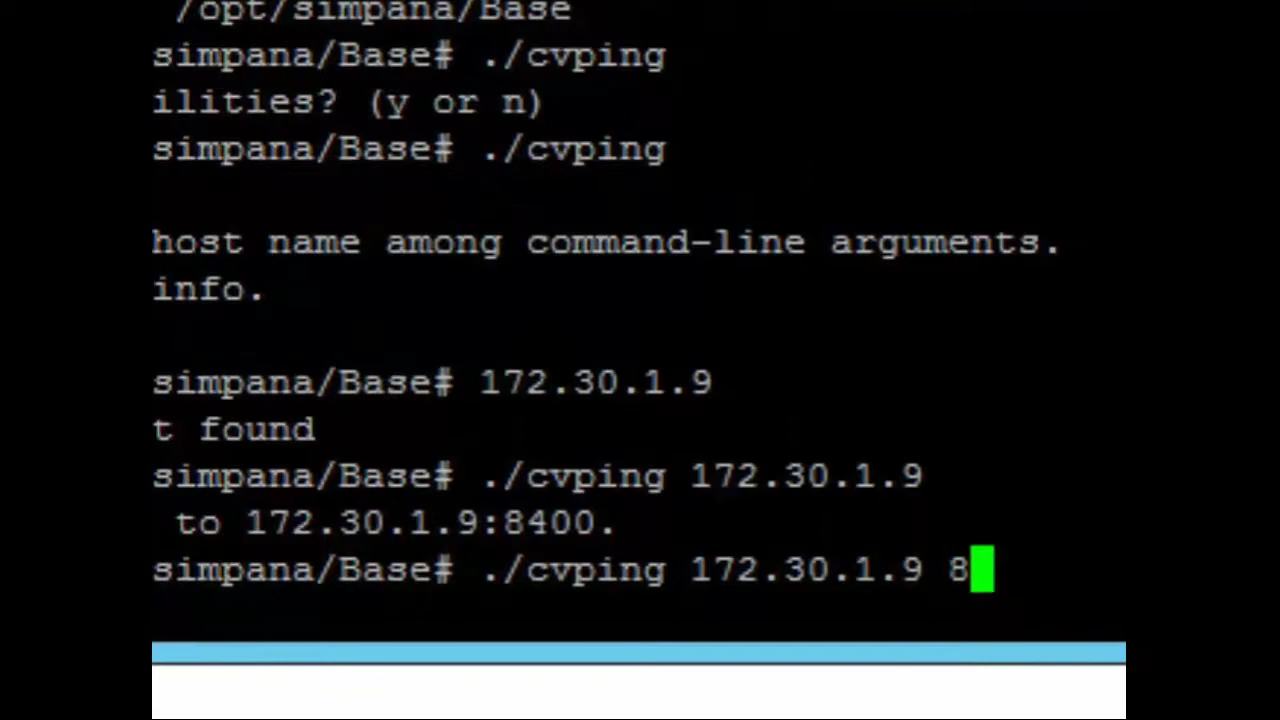 /opt/simpana/Base
simpana/Base# ./cvping
ilities? (y or n)
simpana/Base# ./cvping
host name among command-line arguments.
info.
simpana/Base# 172.30.1.9
t found
simpana/Base# ./cvping 172.30.1.9
to 172.30.1.9:8400.
simpana/Base# ./cvping 172.30.1.9 8